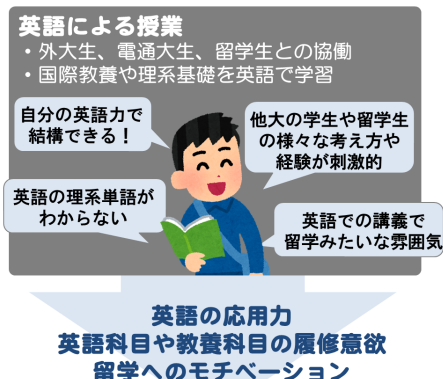 英語による授業
・外大生、電通大生、留学生との協働
・国際教養や理系基礎を英語で学習
自分の英語力で
結構できる！
他大の学生や留学生
の様々な考え方や
経験が刺激的
英語の理系単語が
わからない
英語での講義で
留学みたいな雰囲気
英語の応用力
英語科目や教養科目の履修意欲
留学へのモチベーション